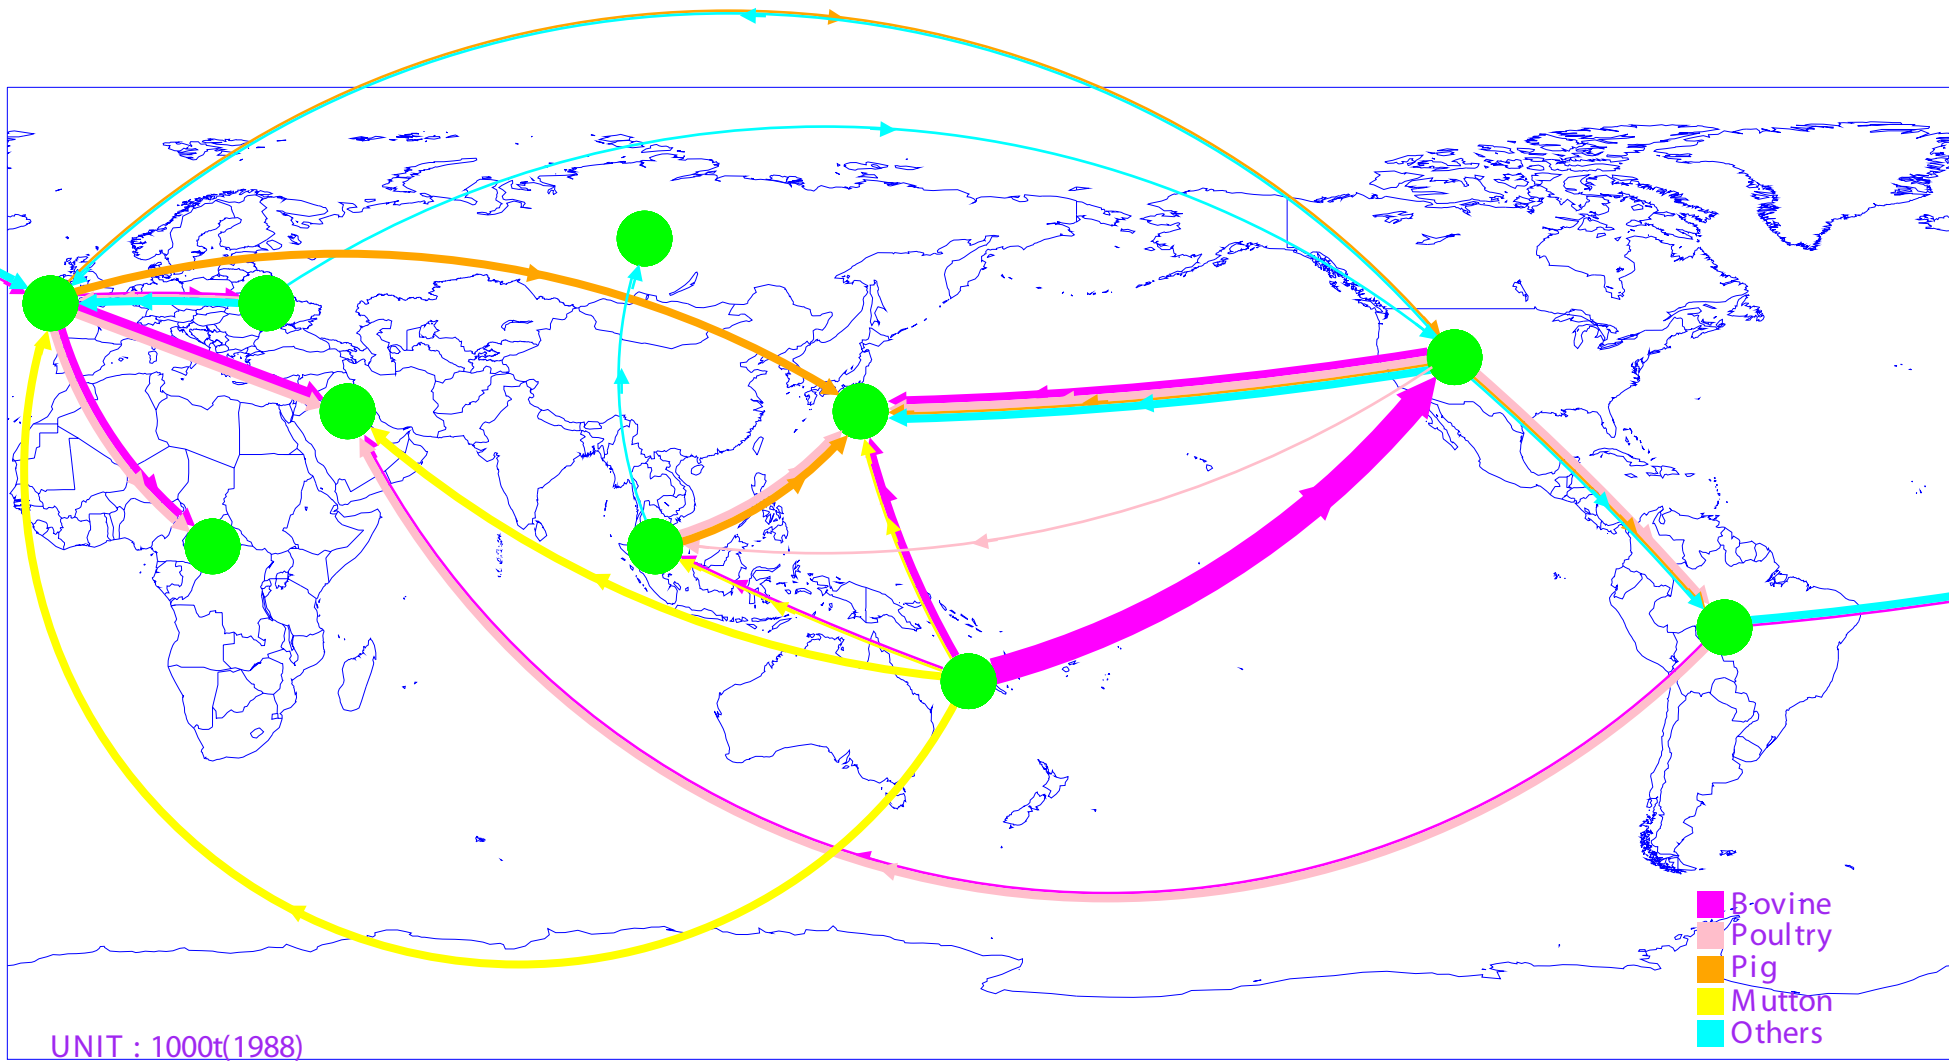 Bovine
Poultry
Pig
Mutton
Others
UNIT : 1000t(1988)